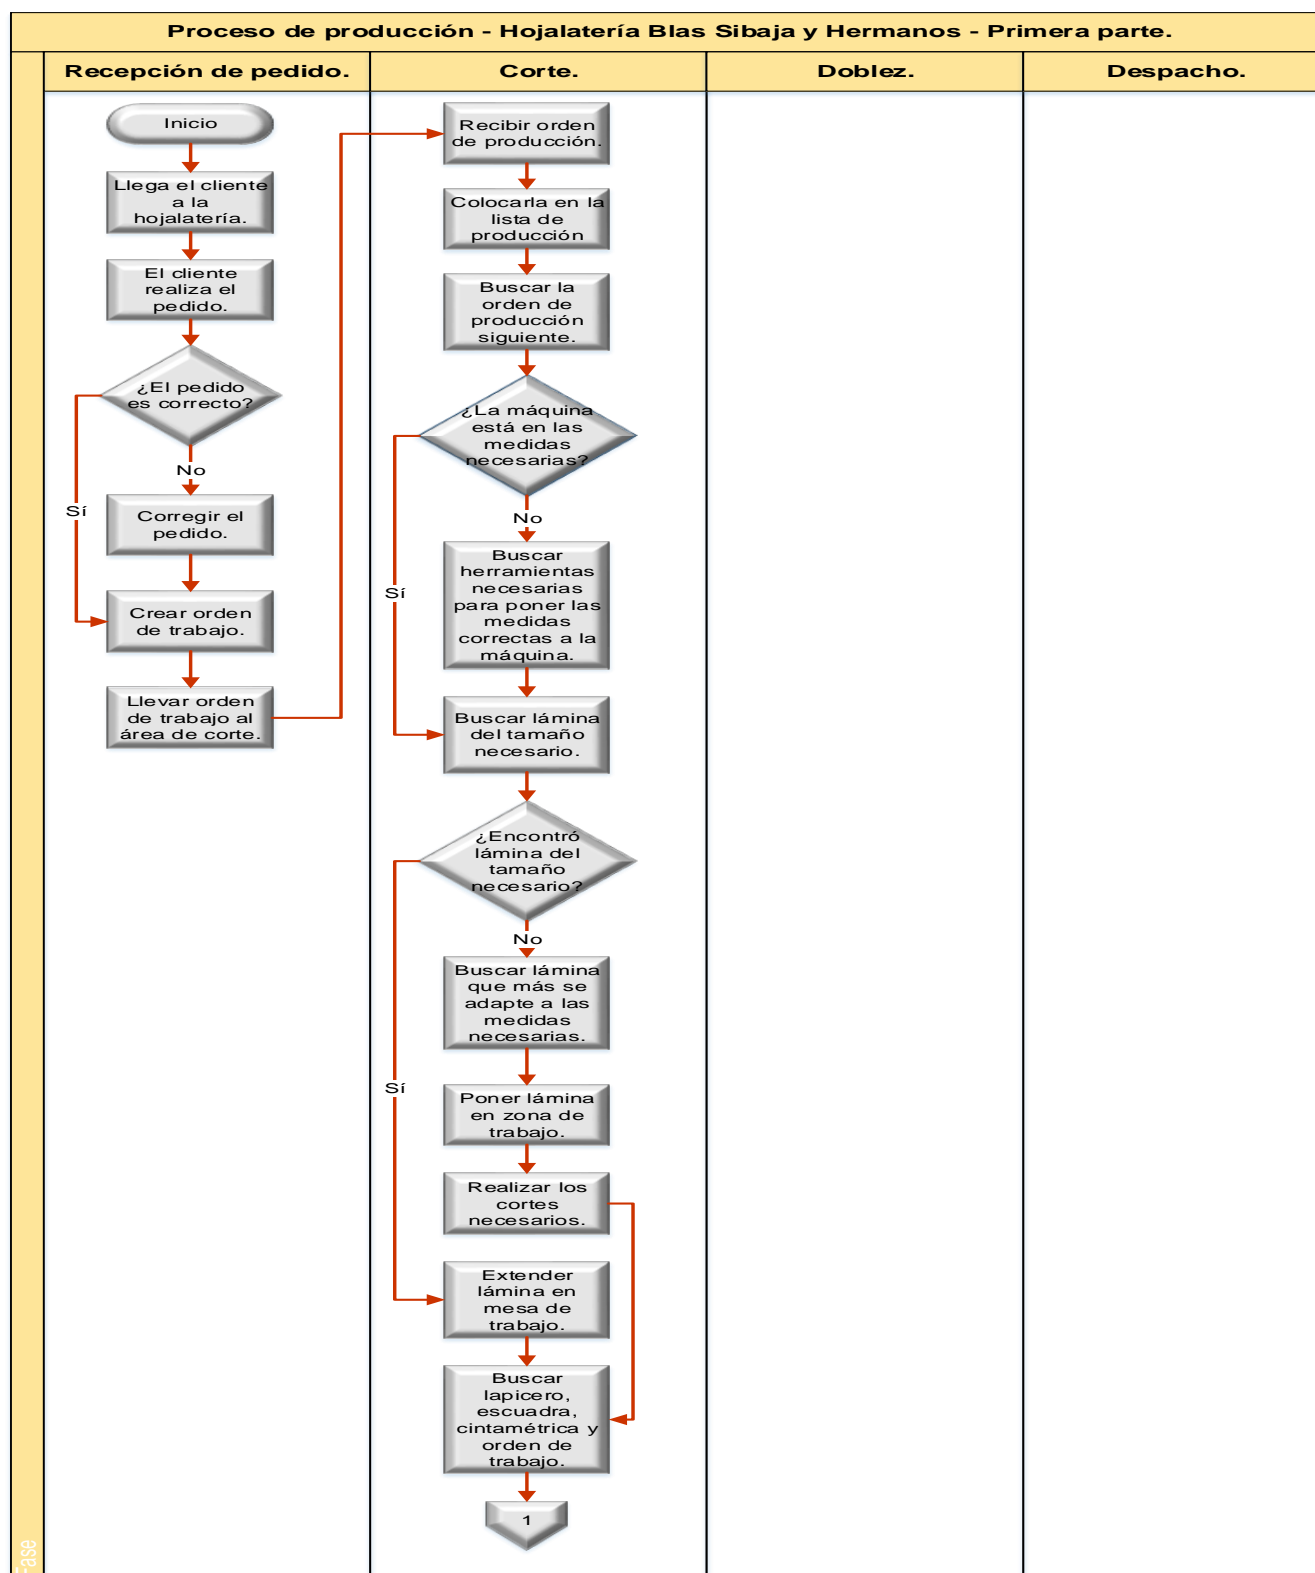 Proceso de producción - Hojalatería Blas Sibaja y Hermanos - Primera parte.
Recepción de pedido.
Corte.
Doblez.
Despacho.
Inicio
Llega el cliente
a la
hojalatería.
El cliente
realiza el
pedido.
¿El pedido
es correcto?
No
Sí
Corregir el
pedido.
Crear orden
de trabajo.
Llevar orden
de trabajo al
área de corte.
Recibir orden
de producción.
Colocarla en la
lista de
producción
Buscar la
orden de
producción
siguiente.
¿La máquina
está en las
medidas
necesarias?
No
Sí
Buscar
herramientas
necesarias
para poner las
medidas
correctas a la
máquina.
Buscar lámina
del tamaño
necesario.
¿Encontró
lámina del
tamaño
necesario?
No
Sí
Buscar lámina
que más se
adapte a las
medidas
necesarias.
Poner lámina
en zona de
trabajo.
Realizar los
cortes
necesarios.
Extender
lámina en
mesa de
trabajo.
Buscar
lapicero,
escuadra,
cintamétrica y
orden de
trabajo.
1
Fase